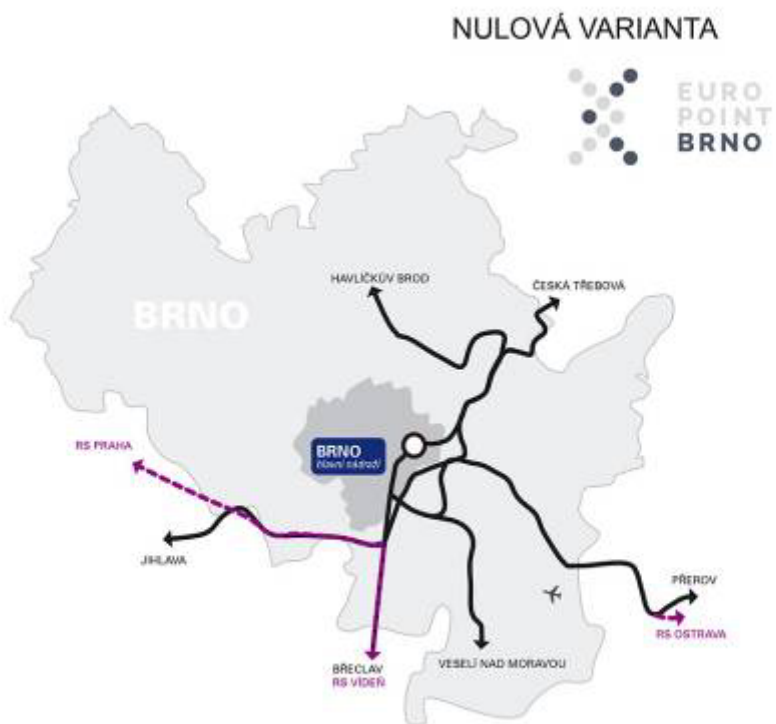 NULOVÁ VARIANTA
EURO
POINT
BRNO
HAVLÍČKŮV BROD
ČESKÁ TŘEBOVÁ
BRNO
RS PRAHA
BRNO
hlavní nádraží
JIHLAVA
PŘEROV
RS OSTRAVA
BŘECLAV
RS VÍDEŇ
VESELÍ NAD MORAVOU